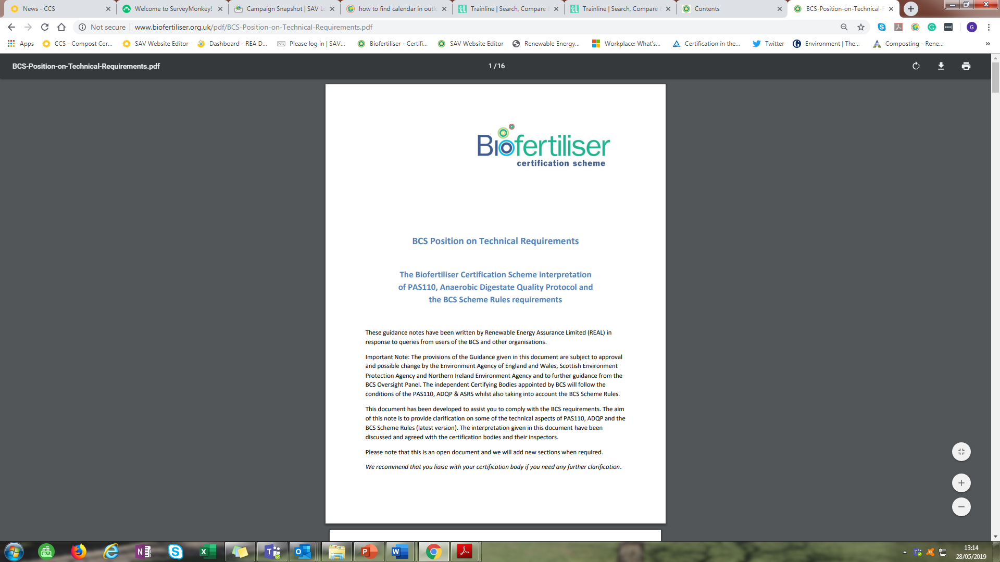 News - CCS
Welcome to SurveyMonkey!
Campaign Snapshot | SAV Lo
how to find calendar in outlo
Trainline | Search, Compare
Trainline | Search, Compare
Contents
BCS-Position-on-Technical-R
Not secure
www.biofertiliser.org.uk/pdf/BCS-Position-on-Technical-Requirements.pdf
G
Apps
CCS - Compost Cer...
SAV Website Editor
Dashboard - REA D...
Please log in | SAV...
Biofertiliser - Certifi...
SAV Website Editor
Renewable Energy...
Workplace: What's...
Certification in the...
Twitter
Environment | The...
Composting - Rene...
»
BCS-Position-on-Technical-Requirements.pdf
1 / 16
Biofertiliser
certification scheme
BCS Position on Technical Requirements
The Biofertiliser Certification Scheme interpretation
of PAS110, Anaerobic Digestate Quality Protocol and
the BCS Scheme Rules requirements
These guidance notes have been written by Renewable Energy Assurance Limited (REAL) in
response to queries from users of the BCS and other organisations.
Important Note: The provisions of the Guidance given in this document are subject to approval
and possible change by the Environment Agency of England and Wales, Scottish Environment
Protection Agency and Northern Ireland Environment Agency and to further guidance from the
BCS Oversight Panel. The independent Certifying Bodies appointed by BCS will follow the
conditions of the PAS110, ADQP & ASRS whilst also taking into account the BCS Scheme Rules.
This document has been developed to assist you to comply with the BCS requirements. The aim
of this note is to provide clarification on some of the technical aspects of PAS110, ADQP and the
BCS Scheme Rules (latest version). The interpretation given in this document have been
discussed and agreed with the certification bodies and their inspectors.
Please note that this is an open document and we will add new sections when required.
We recommend that you liaise with your certification body if you need any further clarification.
13:14
28/05/2019